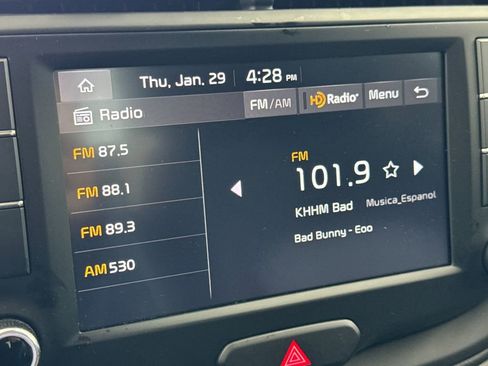 Thu, Jan. 29 4:28 PM
Radio FM/AM HD Radio Menu
FM 87.5
FM 88.1
FM 89.3
AM 530
FM
101.9
KHHM Bad Musica_Espanol
Bad Bunny - Eoo